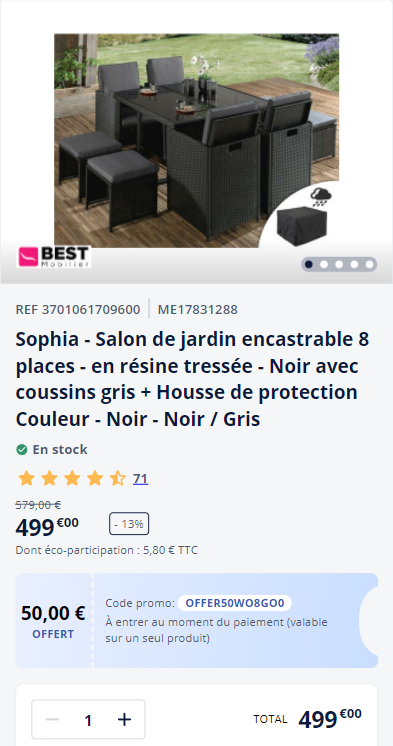 BEST
Mobilier
REF 3701061709600 | ME17831288
Sophia - Salon de jardin encastrable 8
places - en résine tressée - Noir avec
coussins gris + Housse de protection
Couleur - Noir - Noir / Gris
En stock
71
579,00 €
499€00
- 13%
Dont éco-participation : 5,80 € TTC
50,00 €
OFFERT
Code promo: OFFER50WO8GO0
À entrer au moment du paiement (valable
sur un seul produit)
− 1 +
TOTAL 499€00